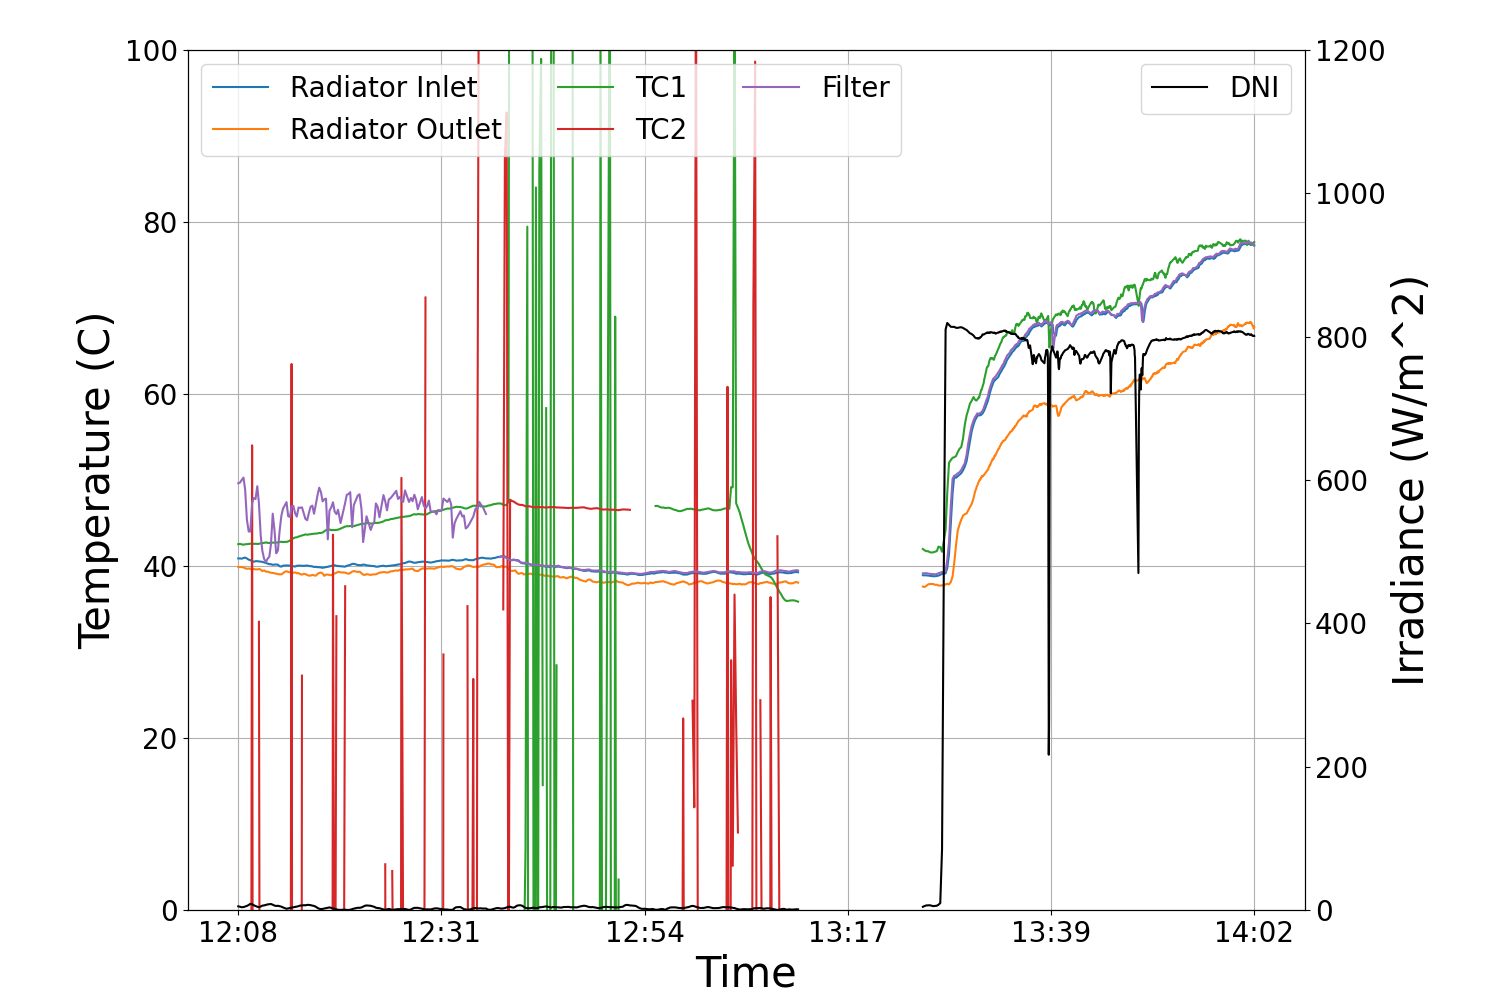 100
80
60
40
20
0
Temperature (C)
Radiator Inlet
Radiator Outlet
TC1
TC2
Filter
DNI
1200
1000
800
600
400
200
0
Irradiance (W/m^2)
12:08
12:31
12:54
13:17
13:39
14:02
Time